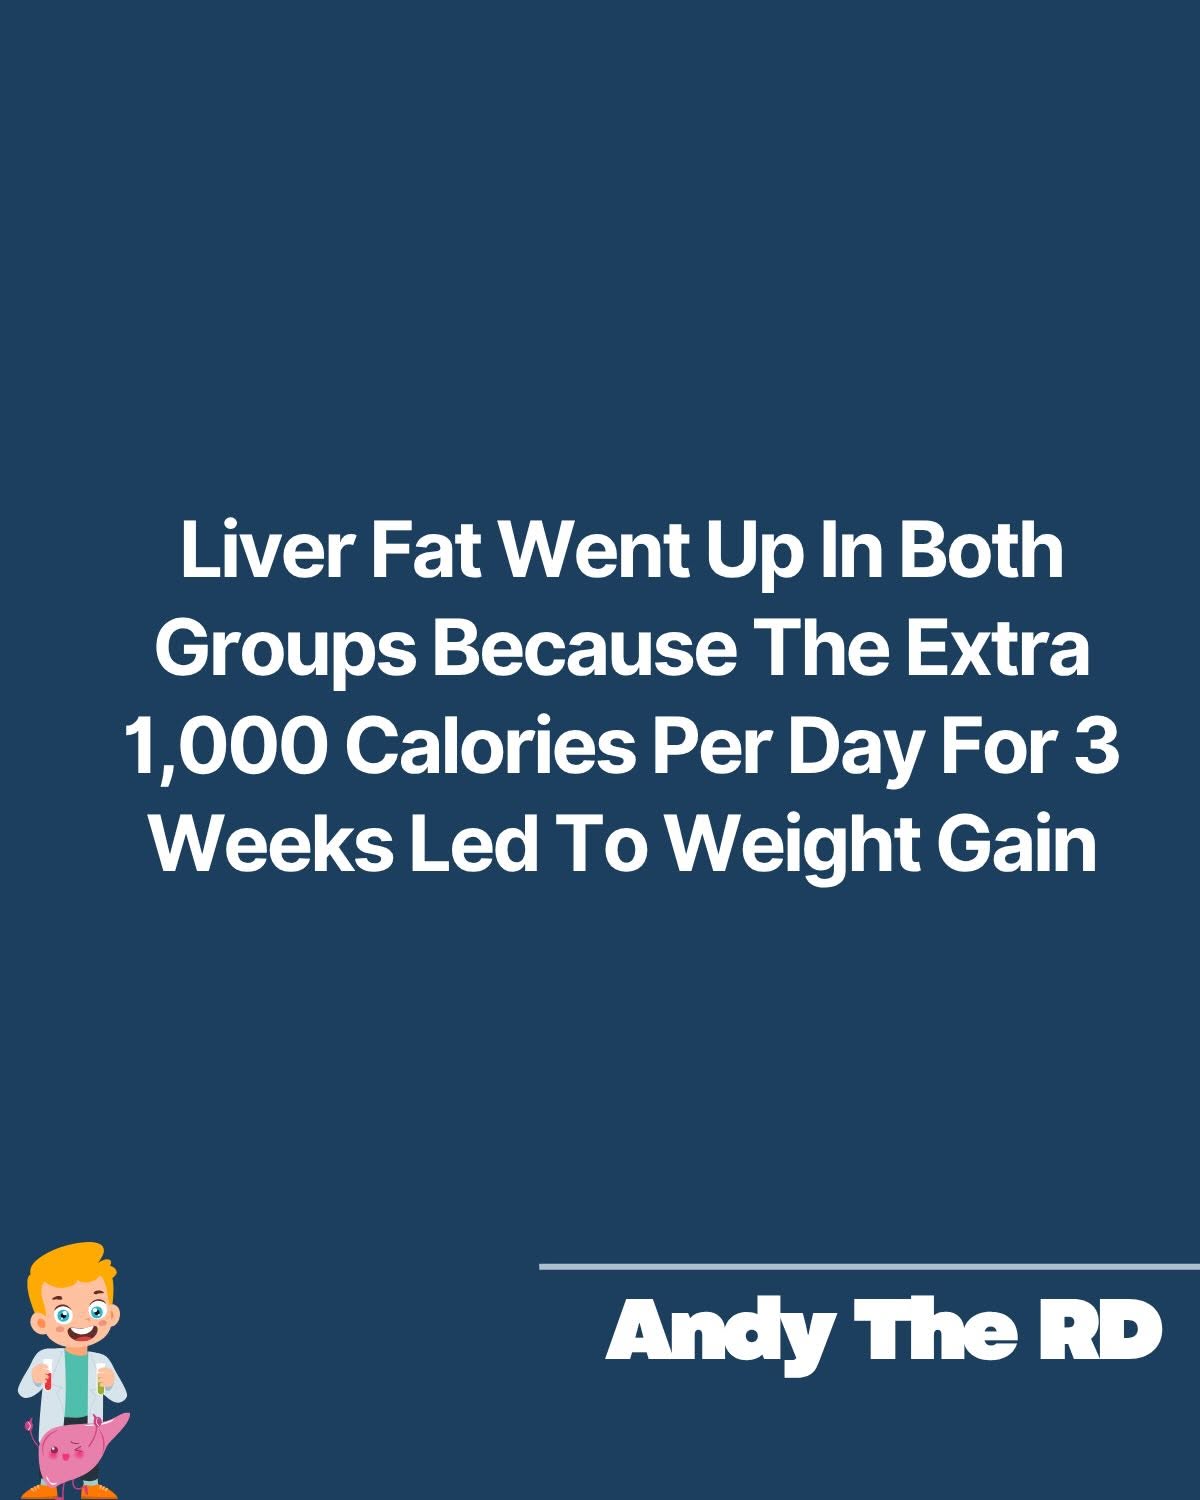 Liver Fat Went Up In Both
Groups Because The Extra
1,000 Calories Per Day For 3
Weeks Led To Weight Gain
Andy The RD